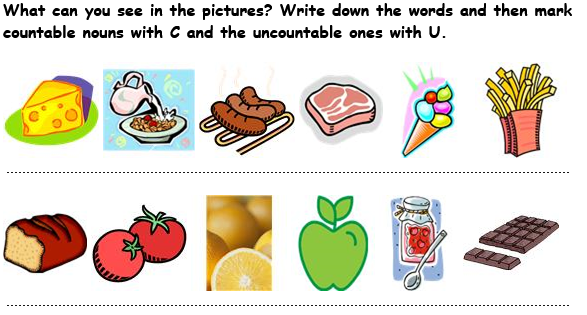 What can you see in the pictures? Write down the words and then mark
countable nouns with C and the uncountable ones with U.